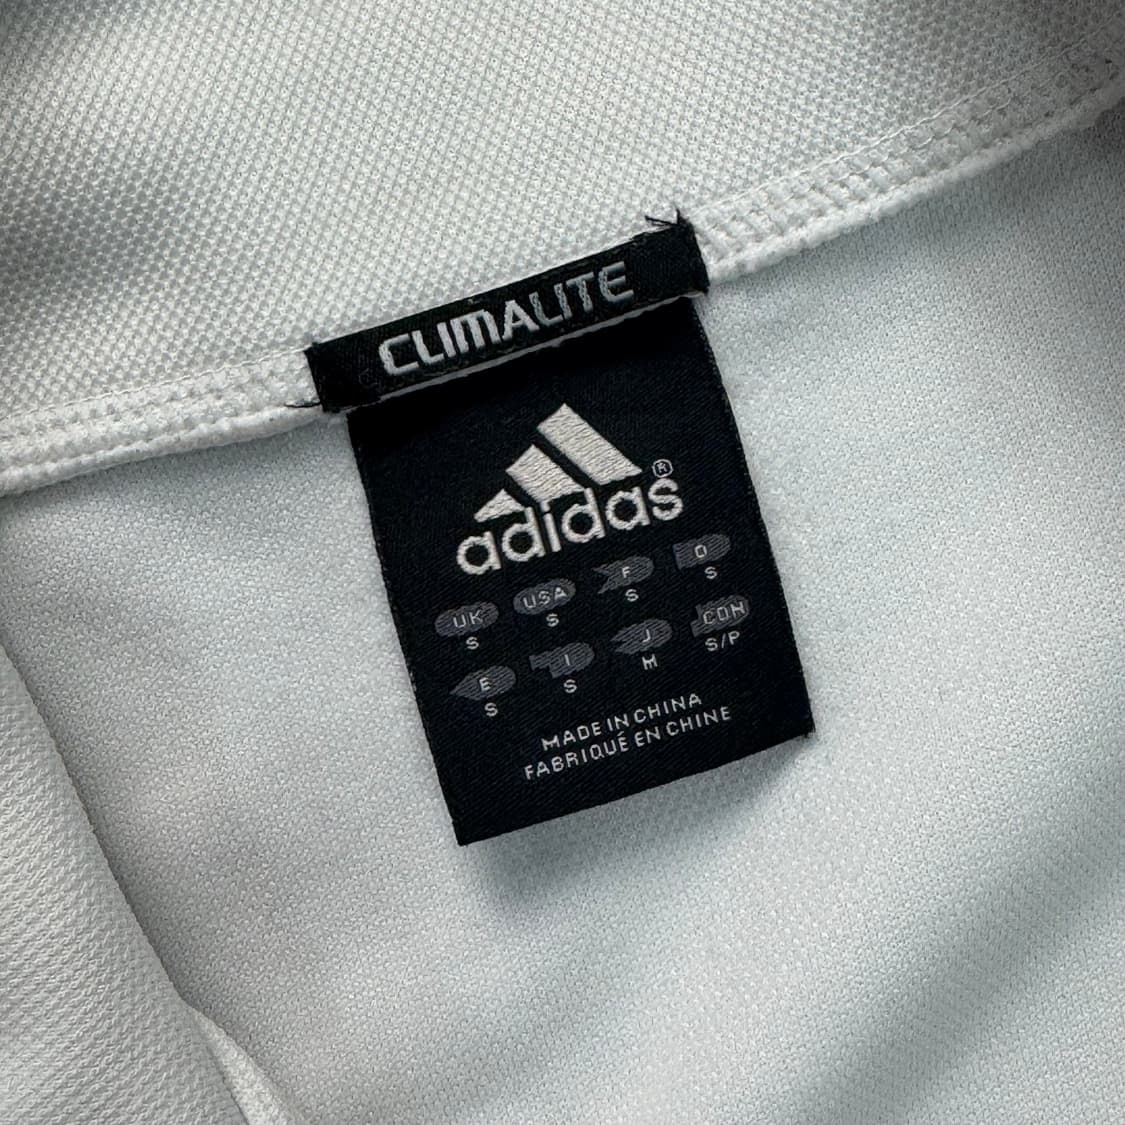 CLIMALITE
adidas®
UK USA F D
S S S S
E I J CDN
S S M S/P
MADE IN CHINA
FABRIQUÉ EN CHINE